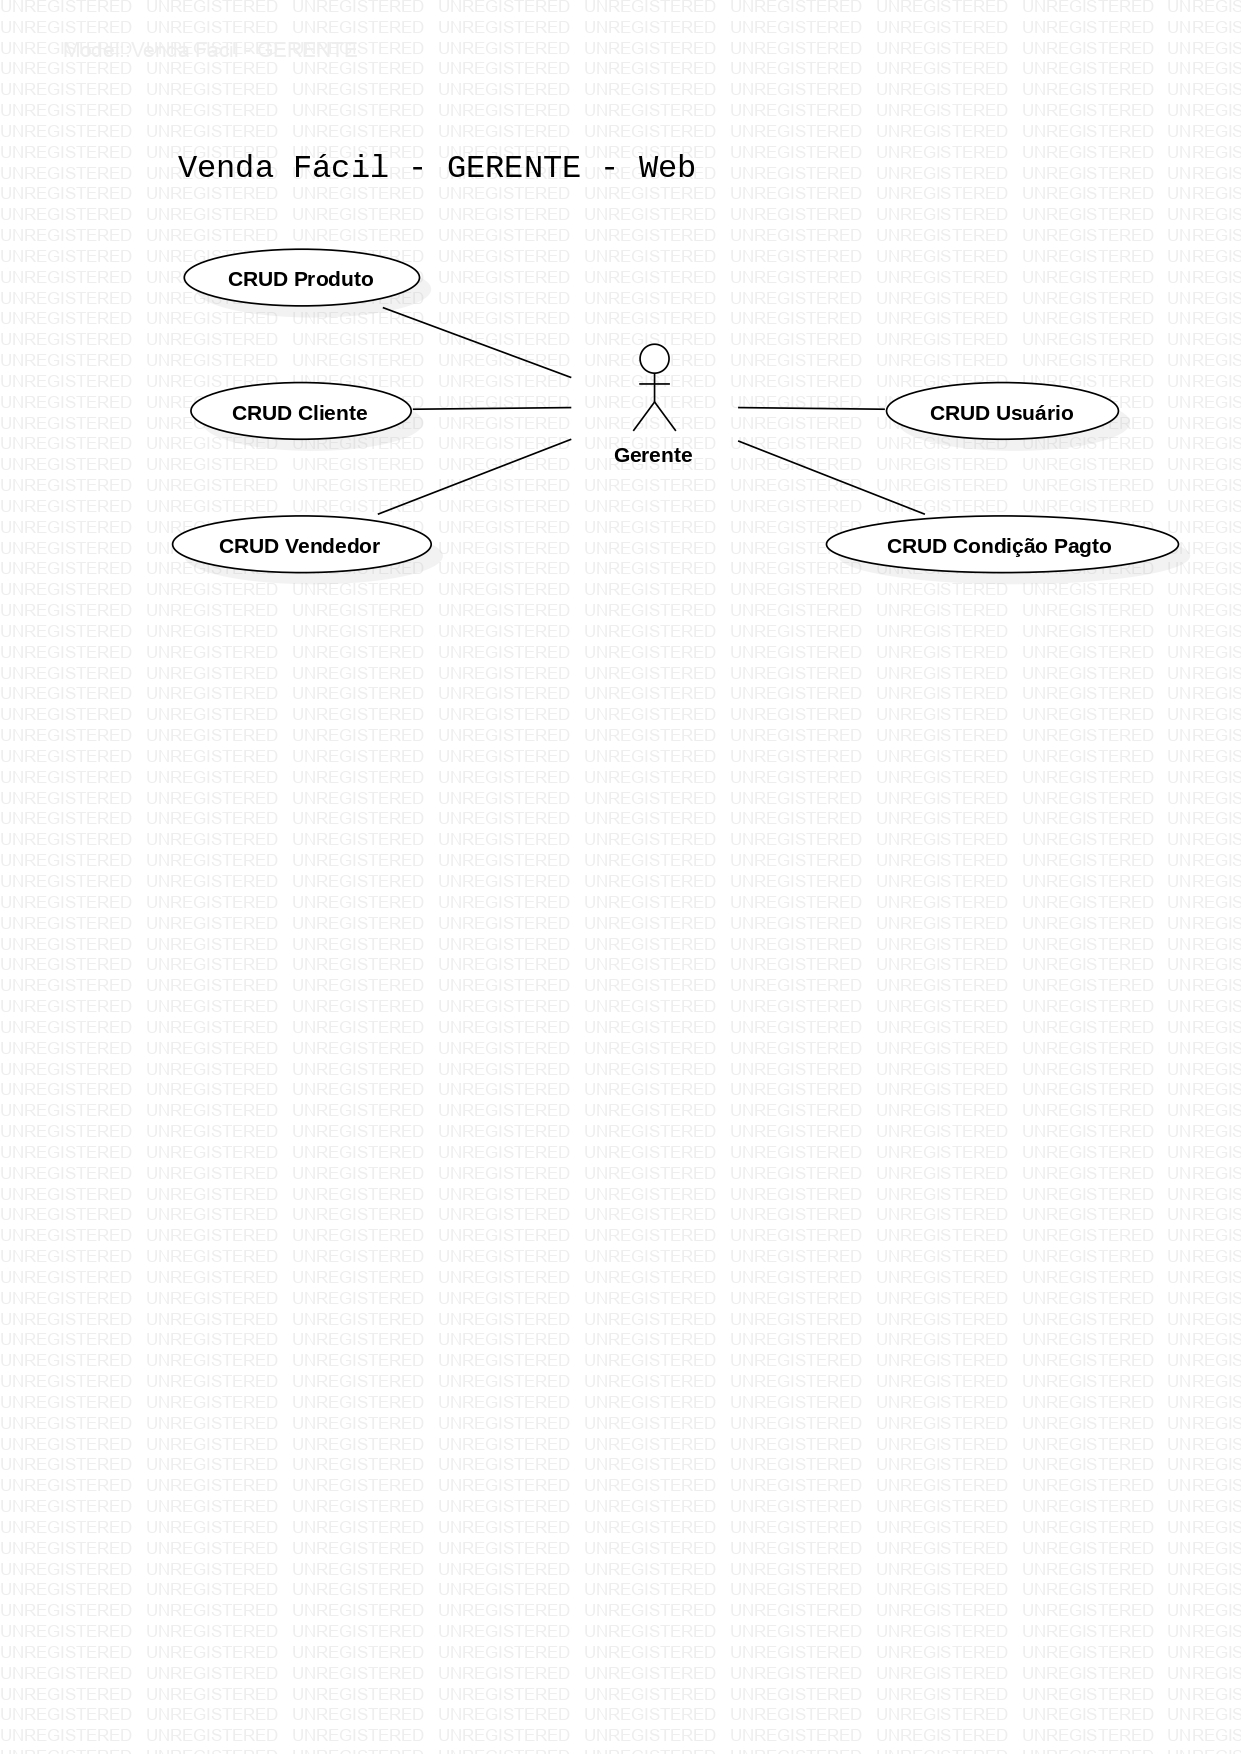 Model::Venda Fácil - GERENTE
Venda Fácil - GERENTE - Web
CRUD Produto
CRUD Cliente
CRUD Usuário
Gerente
CRUD Vendedor
CRUD Condição Pagto
UNREGISTERED